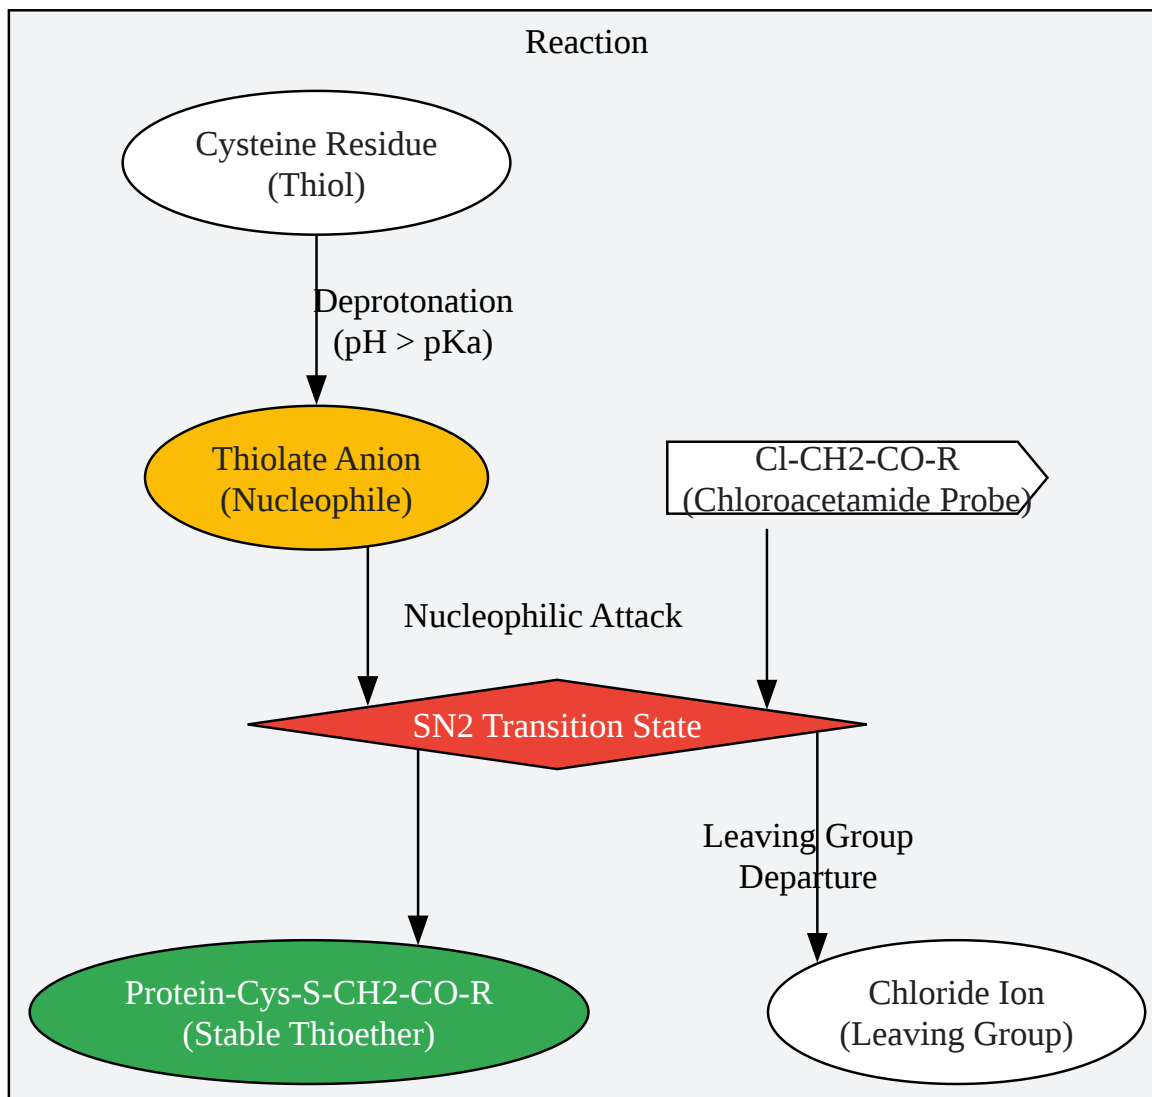 Reaction
Cysteine Residue
(Thiol)
Deprotonation
(pH > pKa)
Thiolate Anion
(Nucleophile)
Cl-CH2-CO-R
(Chloroacetamide Probe)
Nucleophilic Attack
SN2 Transition State
Leaving Group
Departure
Protein-Cys-S-CH2-CO-R
(Stable Thioether)
Chloride Ion
(Leaving Group)